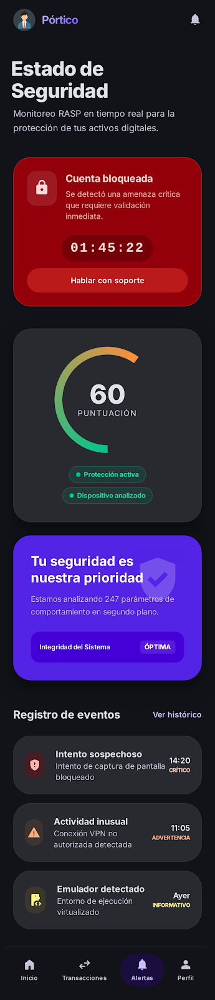 Pórtico
Estado de
Seguridad
Monitoreo RASP en tiempo real para la
protección de tus activos digitales.
Cuenta bloqueada
Se detectó una amenaza crítica
que requiere validación
inmediata.
01:45:22
Hablar con soporte
60
PUNTUACIÓN
Protección activa
Dispositivo analizado
Tu seguridad es
nuestra prioridad
Estamos analizando 247 parámetros de
comportamiento en segundo plano.
Integridad del Sistema
ÓPTIMA
Registro de eventos
Ver histórico
Intento sospechoso
Intento de captura de pantalla
bloqueado
14:20
CRÍTICO
Actividad inusual
Conexión VPN no
autorizada detectada
11:05
ADVERTENCIA
Emulador detectado
Entorno de ejecución
virtualizado
Ayer
INFORMATIVO
Inicio
Transacciones
Alertas
Perfil